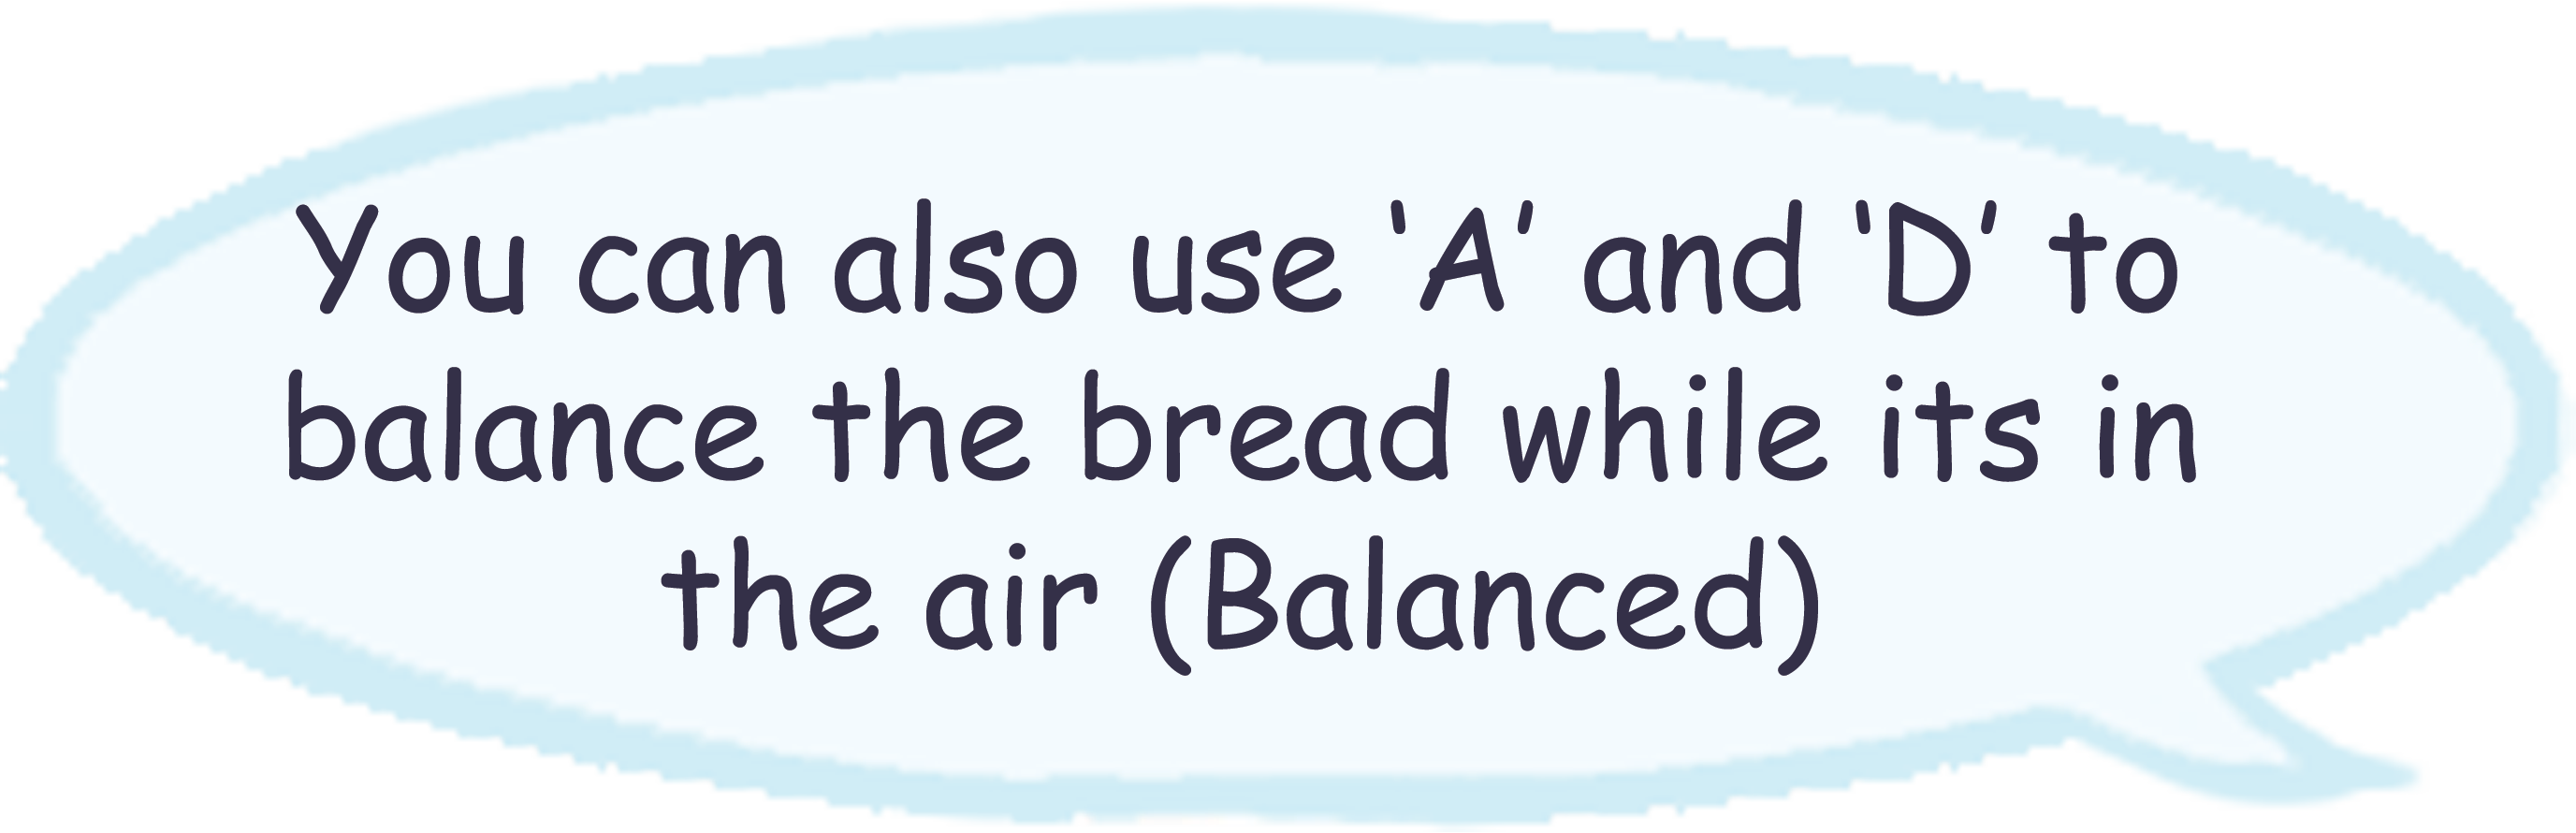 You can also use ‘A’ and ‘D’ to
balance the bread while its in
the air (Balanced)